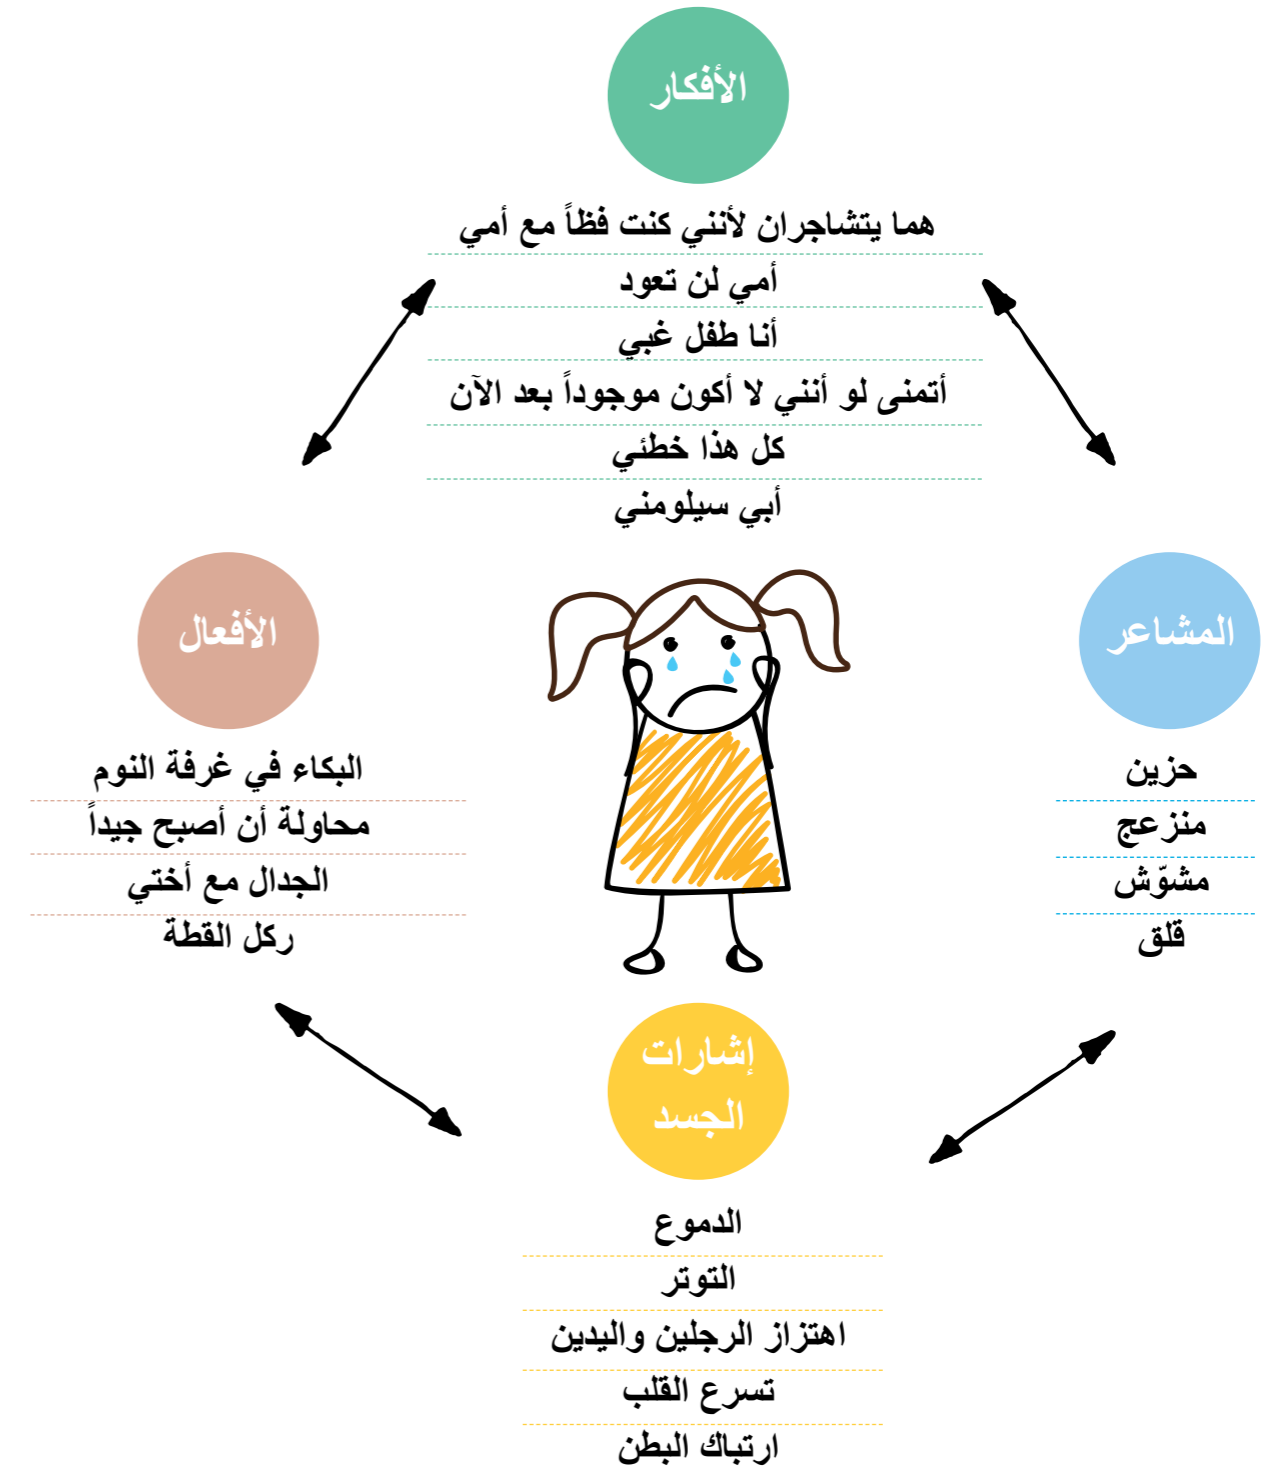 الأفكار
هما يتشاجران لأنني كنت فظاً مع أمي
أمي لن تعود
أنا طفل غبي
أتمنى لو أنني لا أكون موجوداً بعد الآن
كل هذا خطئي
أبي سيلومني
المشاعر
حزين
منزعج
مشوّش
قلق
الأفعال
البكاء في غرفة النوم
محاولة أن أصبح جيداً
الجدال مع أختي
ركل القطة
إشارات
الجسد
الدموع
التوتر
اهتزاز الرجلين واليدين
تسرع القلب
ارتباك البطن